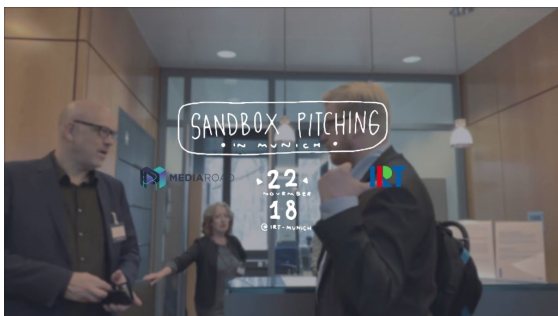 SANDBOX PITCHING
• IN MUNICH •
MEDIAROAD
22
NOVEMBER
18
@IRT-MUNICH
IRT